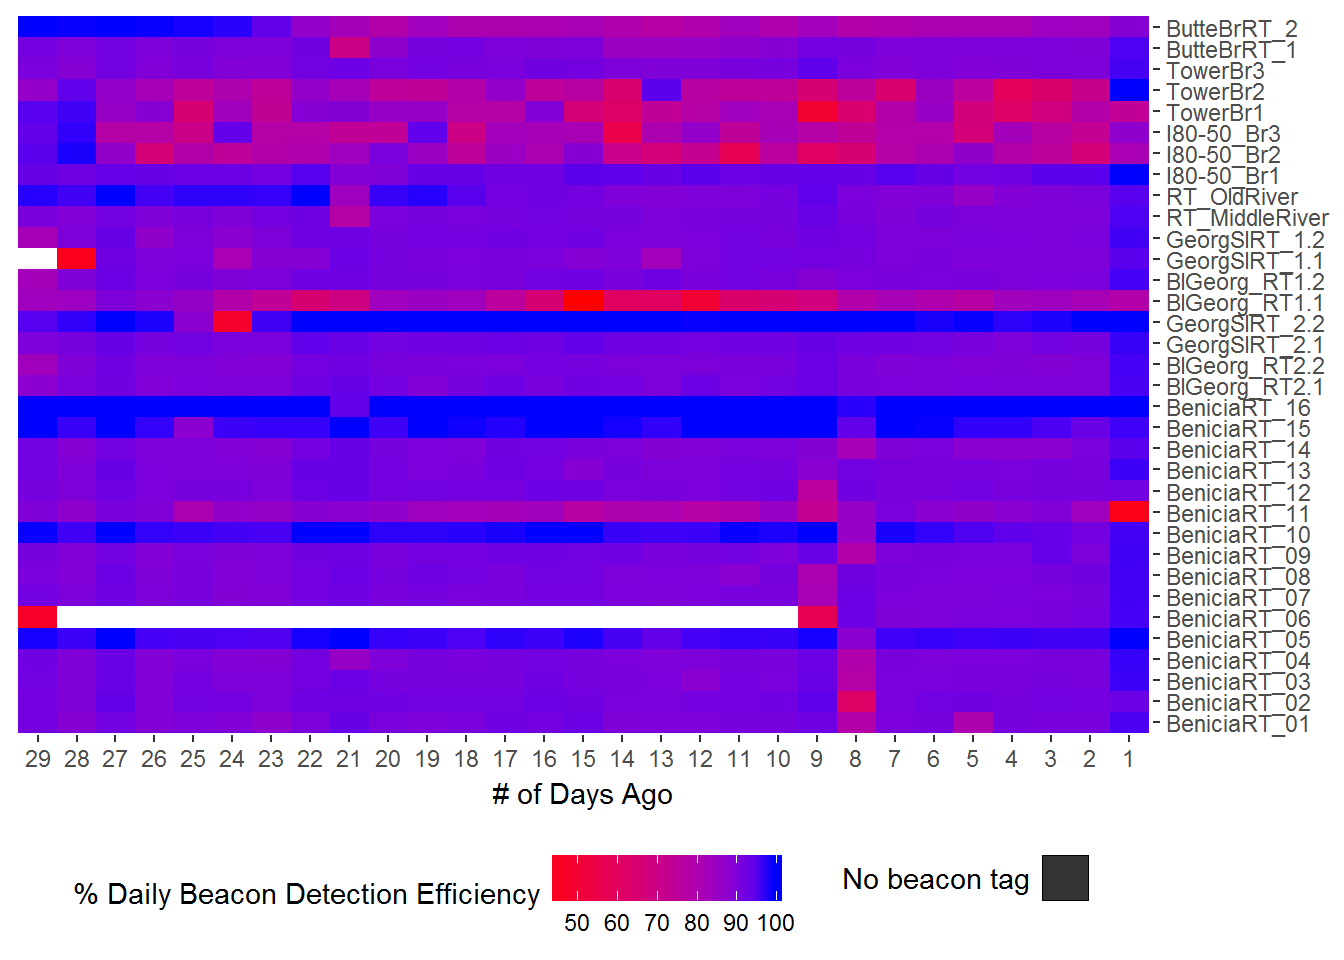 ButteBrRT_2
ButteBrRT_1
TowerBr3
TowerBr2
TowerBr1
I80-50_Br3
I80-50_Br2
I80-50_Br1
RT_OldRiver
RT_MiddleRiver
GeorgSlRT_1.2
GeorgSlRT_1.1
BlGeorg_RT1.2
BlGeorg_RT1.1
GeorgSlRT_2.2
GeorgSlRT_2.1
BlGeorg_RT2.2
BlGeorg_RT2.1
BeniciaRT_16
BeniciaRT_15
BeniciaRT_14
BeniciaRT_13
BeniciaRT_12
BeniciaRT_11
BeniciaRT_10
BeniciaRT_09
BeniciaRT_08
BeniciaRT_07
BeniciaRT_06
BeniciaRT_05
BeniciaRT_04
BeniciaRT_03
BeniciaRT_02
BeniciaRT_01
29 28 27 26 25 24 23 22 21 20 19 18 17 16 15 14 13 12 11 10 9 8 7 6 5 4 3 2 1
# of Days Ago
% Daily Beacon Detection Efficiency
50 60 70 80 90 100
No beacon tag